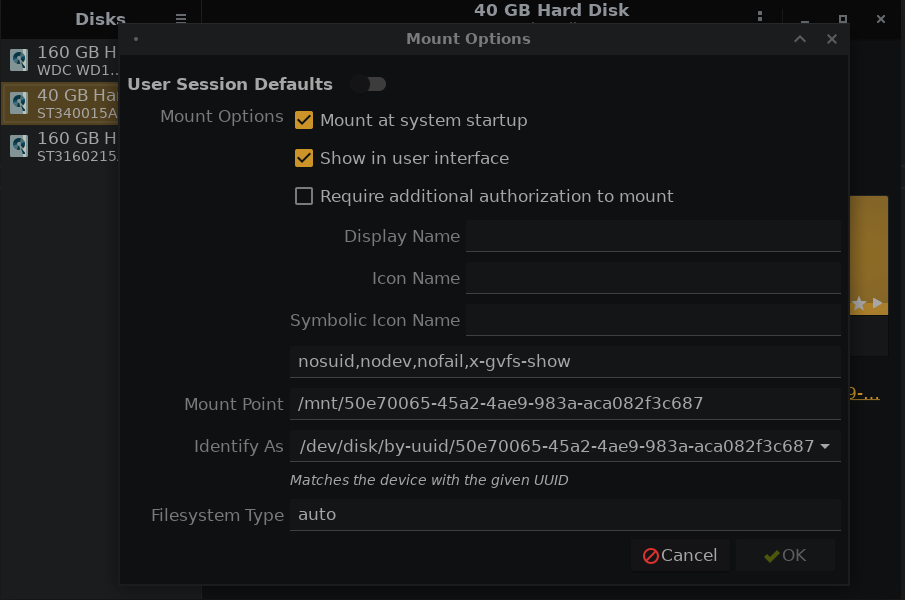 Disks
40 GB Hard Disk
160 GB H
WDC WD1…
40 GB Ha
ST340015A
160 GB H
ST3160215
Mount Options
User Session Defaults
Mount Options
Mount at system startup
Show in user interface
Require additional authorization to mount
Display Name
Icon Name
Symbolic Icon Name
nosuid,nodev,nofail,x-gvfs-show
Mount Point /mnt/50e70065-45a2-4ae9-983a-aca082f3c687
Identify As /dev/disk/by-uuid/50e70065-45a2-4ae9-983a-aca082f3c687
Matches the device with the given UUID
Filesystem Type auto
Cancel OK
9-…